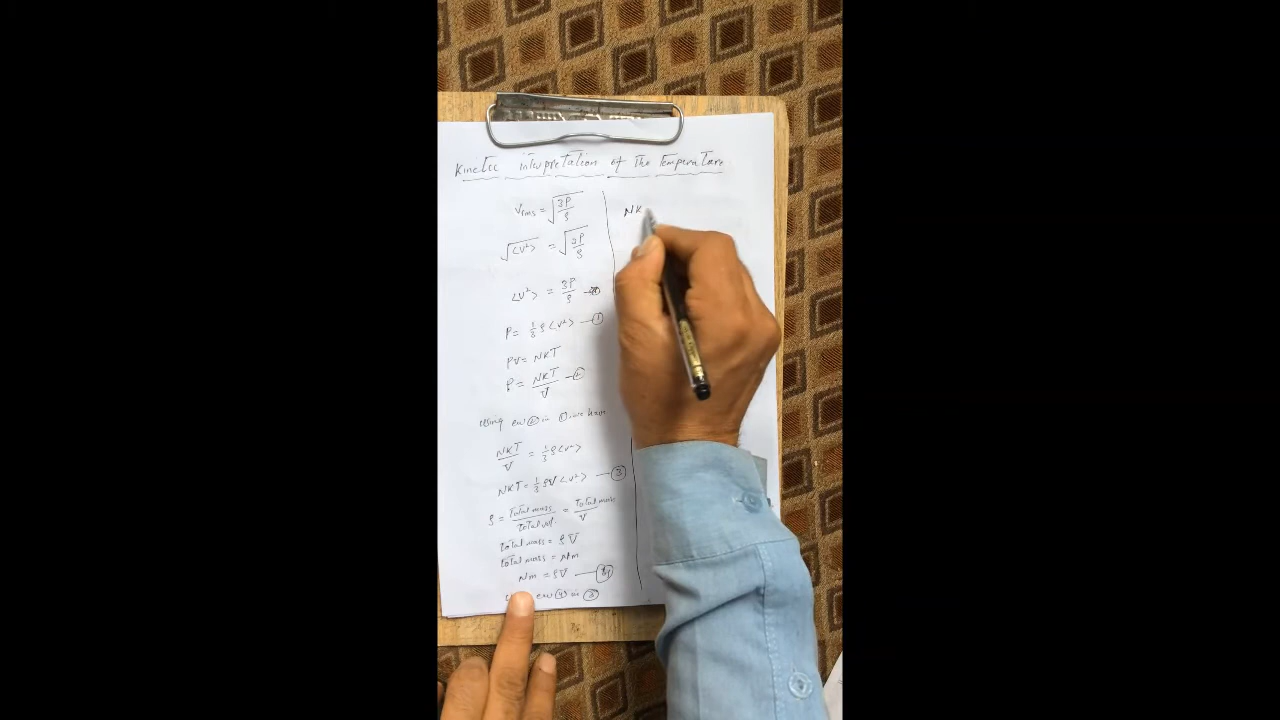 Kinetic interpretation of the temperature
Vrms = √(3P/ρ)
√<v²> = √(3P/ρ)
<v²> = 3P/ρ
P = 1/3 ρ <v²> — ①
PV = NKT
P = NKT/V — ②
using ew ② in ① we have
NKT/V = 1/3 ρ <v²>
NKT = 1/3 ρV <v²> — ③
ρ = Total mass/total vol. = total mass/V
total mass = ρV
total mass = Nm
Nm = ρV — ④
ew ④ in ③
NK